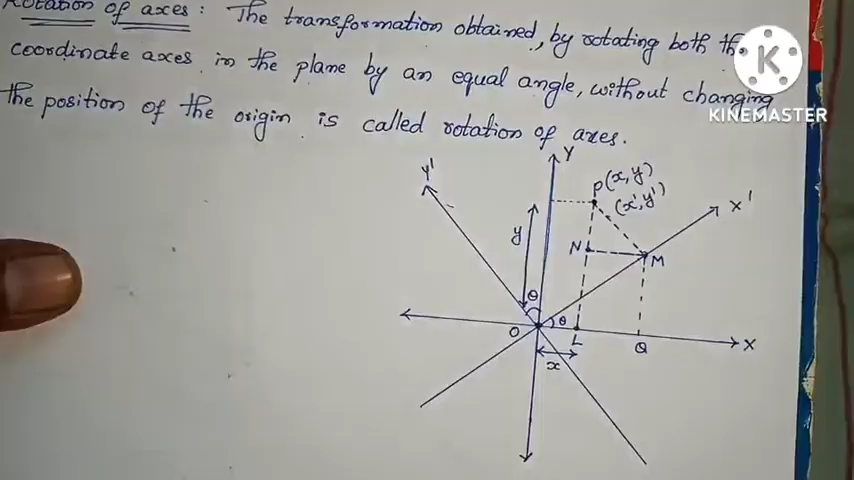 Rotation of axes : The transformation obtained, by rotating both the
coordinate axes in the plane by an equal angle, without changing
the position of the origin is called rotation of axes.
K
KINEMASTER
Y
Y'
P(x,y)
(x',y')
X'
y
N
M
θ
θ
O
L
Q
X
x